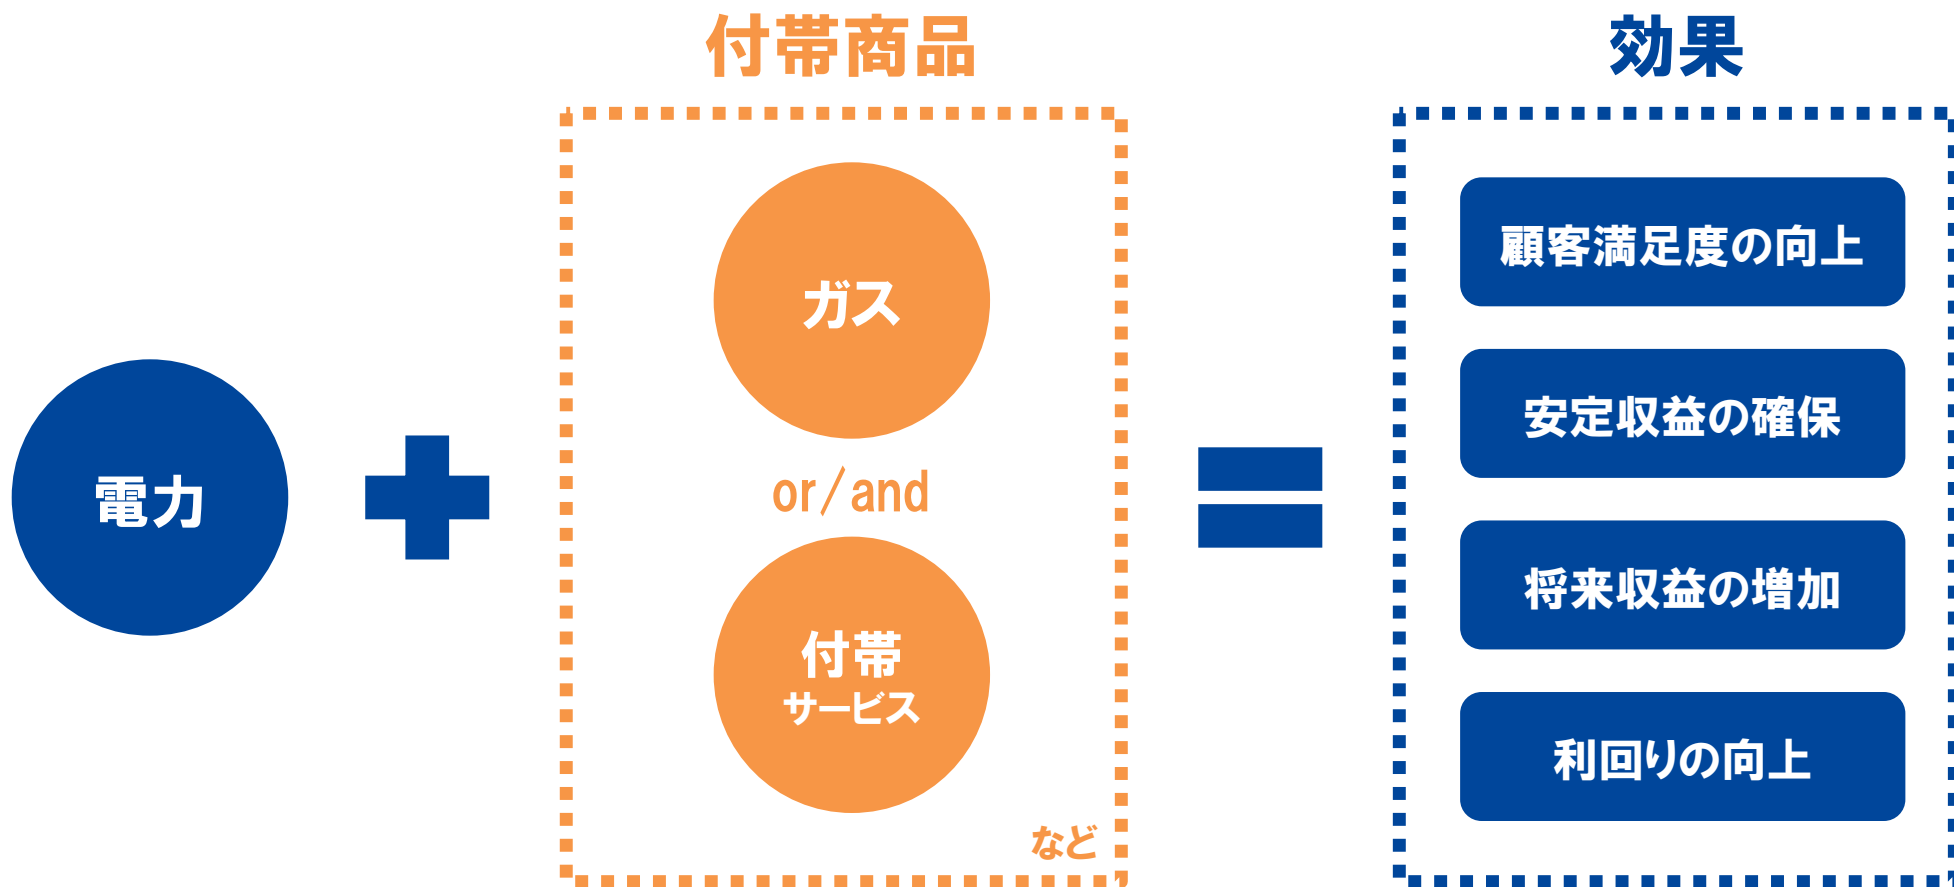 付帯商品
効果
電力
ガス
or/and
付帯
サービス
など
顧客満足度の向上
安定収益の確保
将来収益の増加
利回りの向上